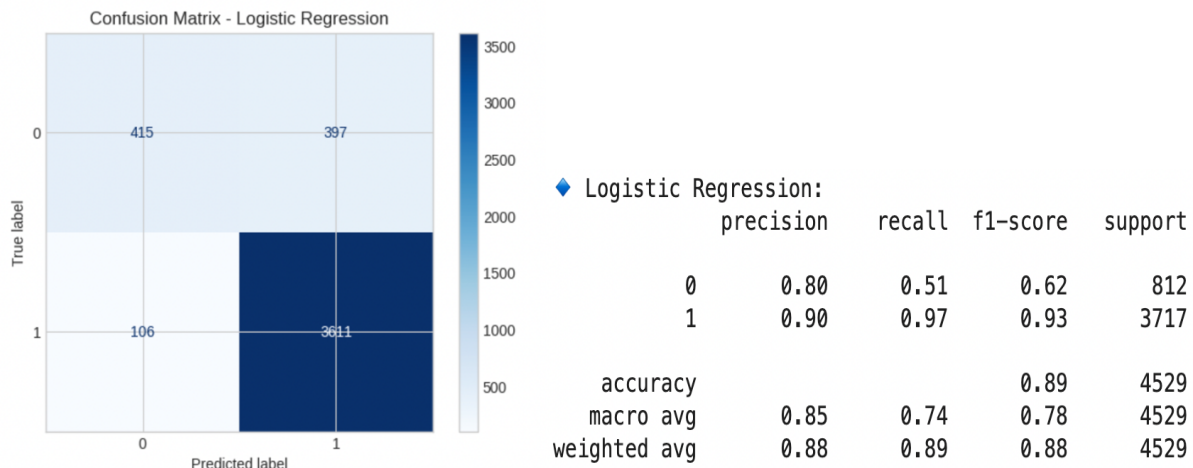 Confusion Matrix - Logistic Regression
3500
3000
2500
2000
1500
1000
500
True label
0
415
397
1
106
3611
0
1
Predicted label
🔹 Logistic Regression:
precision recall f1-score support
0 0.80 0.51 0.62 812
1 0.90 0.97 0.93 3717
accuracy 0.89 4529
macro avg 0.85 0.74 0.78 4529
weighted avg 0.88 0.89 0.88 4529